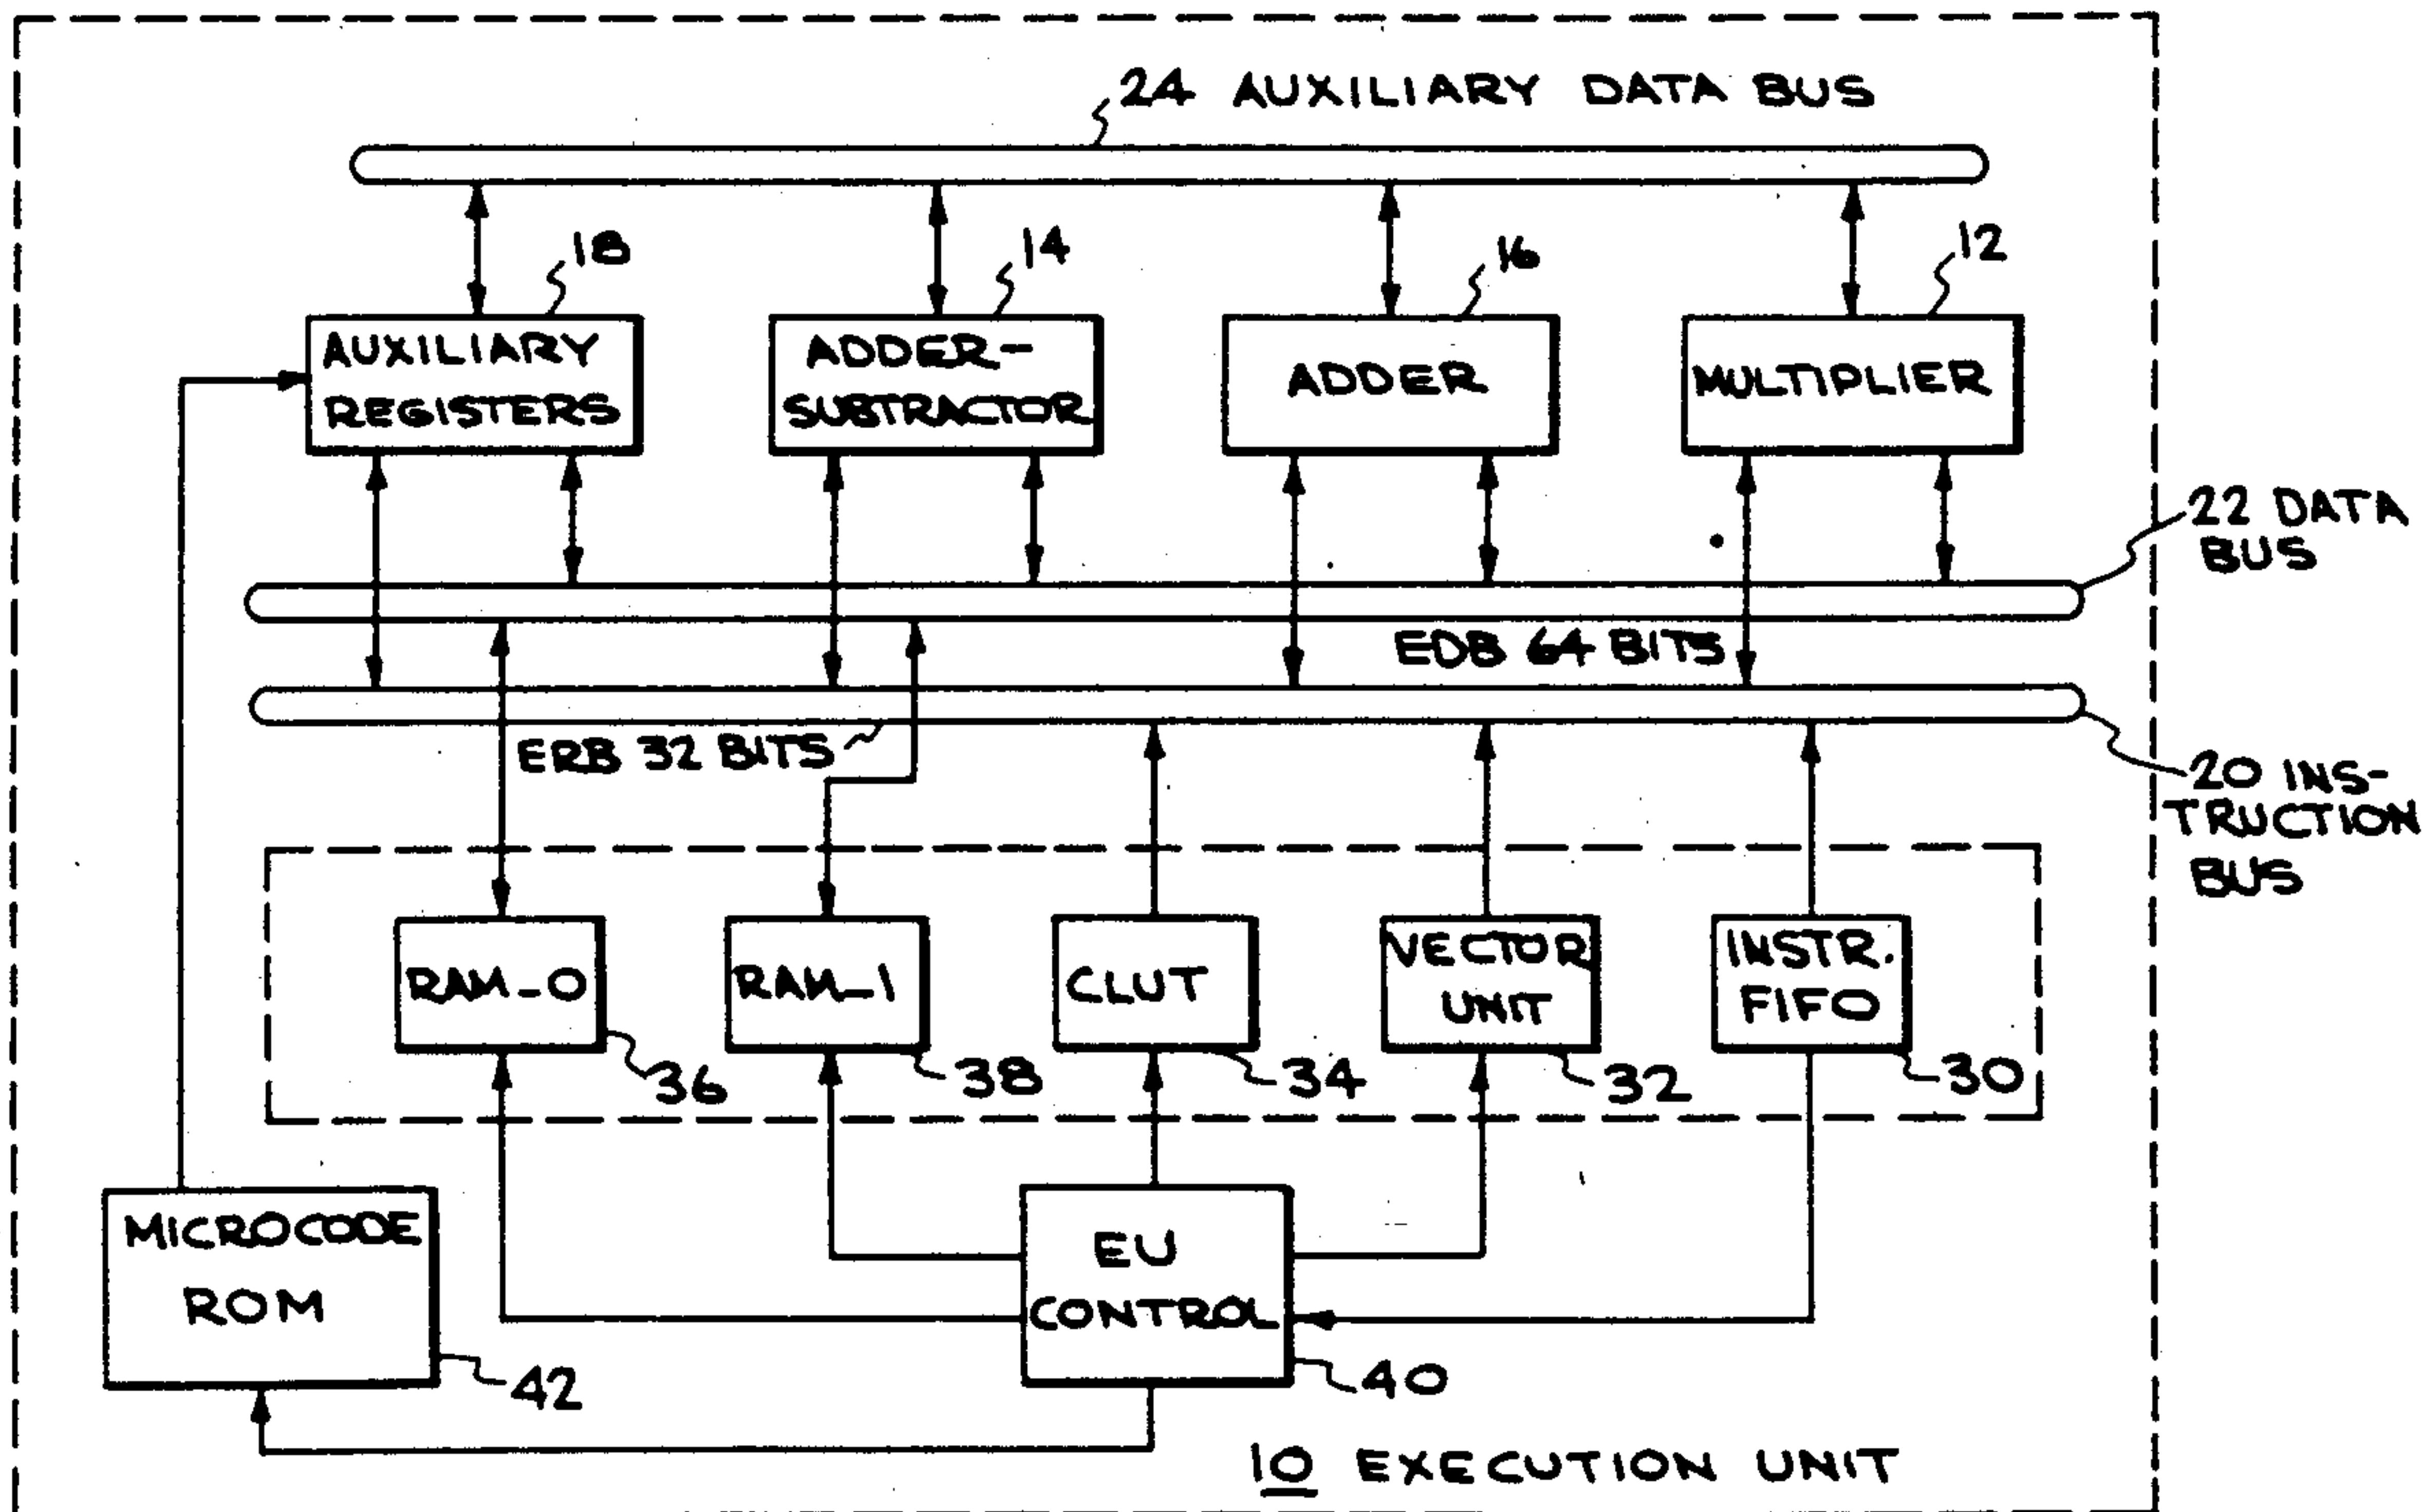 24 AUXILIARY DATA BUS
18
14
16
12
AUXILIARY
REGISTERS
ADDER-
SUBTRACTOR
ADDER
MULTIPLIER
22 DATA
BUS
EDB 64 BITS
ERB 32 BITS
20 INS-
TRUCTION
BUS
RAM_0
RAM_1
CLUT
VECTOR
UNIT
INSTR.
FIFO
36
38
34
32
30
MICROCODE
ROM
EU
CONTROL
42
40
10 EXECUTION UNIT